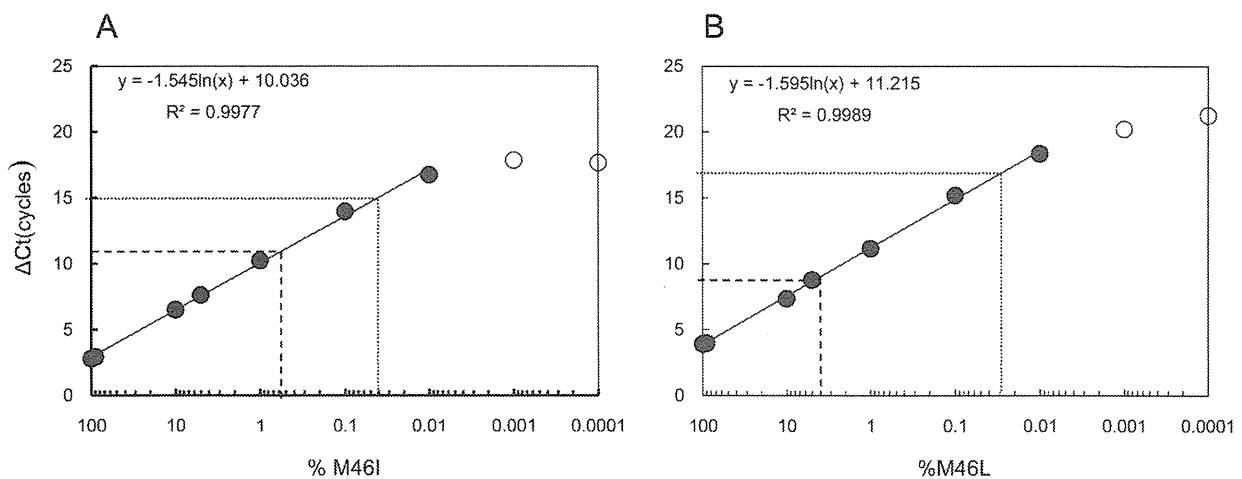 A
B
25
20
15
10
5
0
ΔCt(cycles)
y = -1.545ln(x) + 10.036
R² = 0.9977
100 10 1 0.1 0.01 0.001 0.0001
% M46I
25
20
15
10
5
0
y = -1.595ln(x) + 11.215
R² = 0.9989
100 10 1 0.1 0.01 0.001 0.0001
%M46L